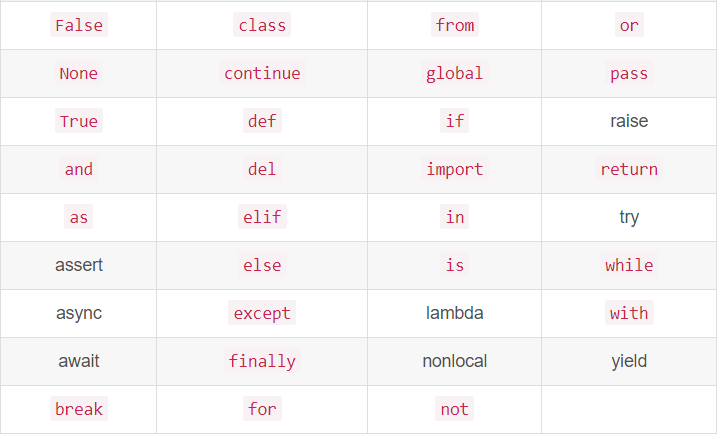 False class from or
None continue global pass
True def if raise
and del import return
as elif in try
assert else is while
async except lambda with
await finally nonlocal yield
break for not